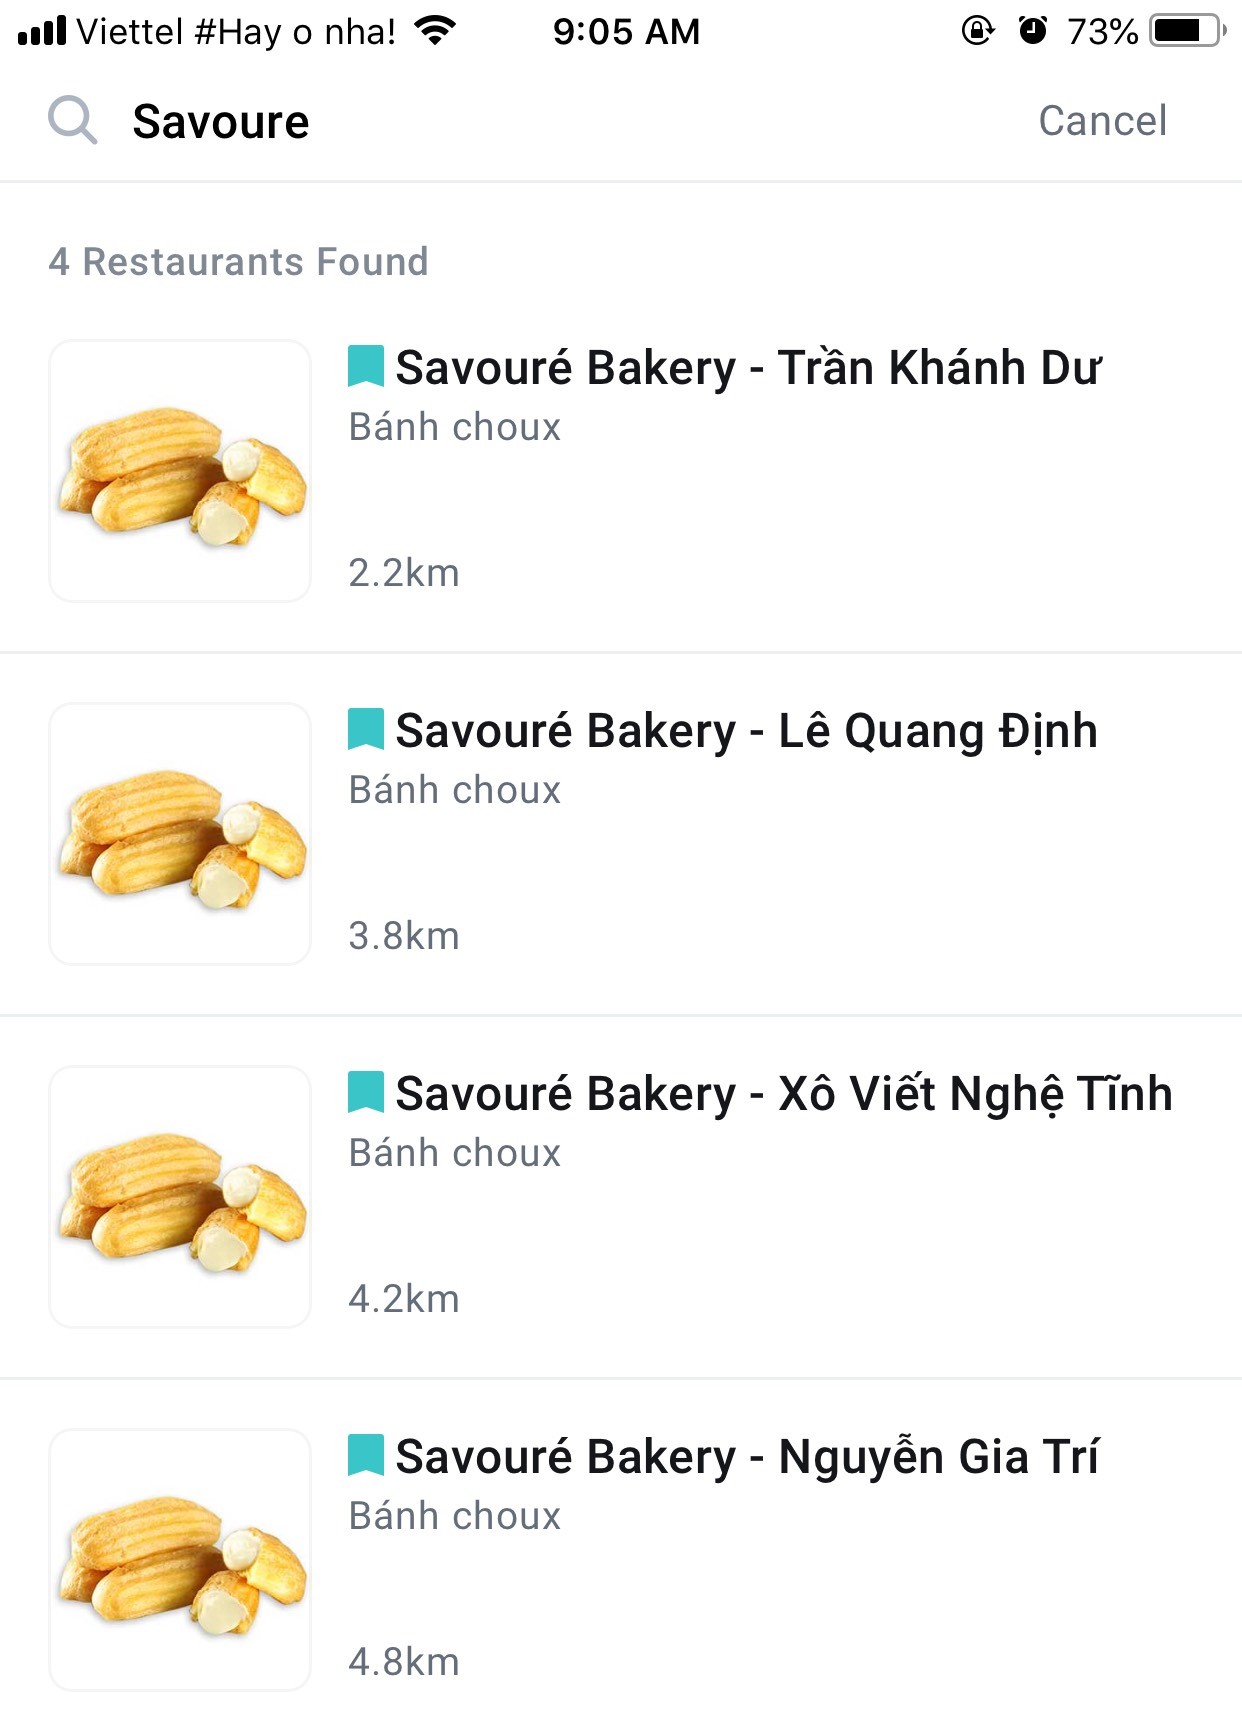 Viettel #Hay o nha! 9:05 AM 73%
Savoure Cancel
4 Restaurants Found
Savouré Bakery - Trần Khánh Dư
Bánh choux
2.2km
Savouré Bakery - Lê Quang Định
Bánh choux
3.8km
Savouré Bakery - Xô Viết Nghệ Tĩnh
Bánh choux
4.2km
Savouré Bakery - Nguyễn Gia Trí
Bánh choux
4.8km